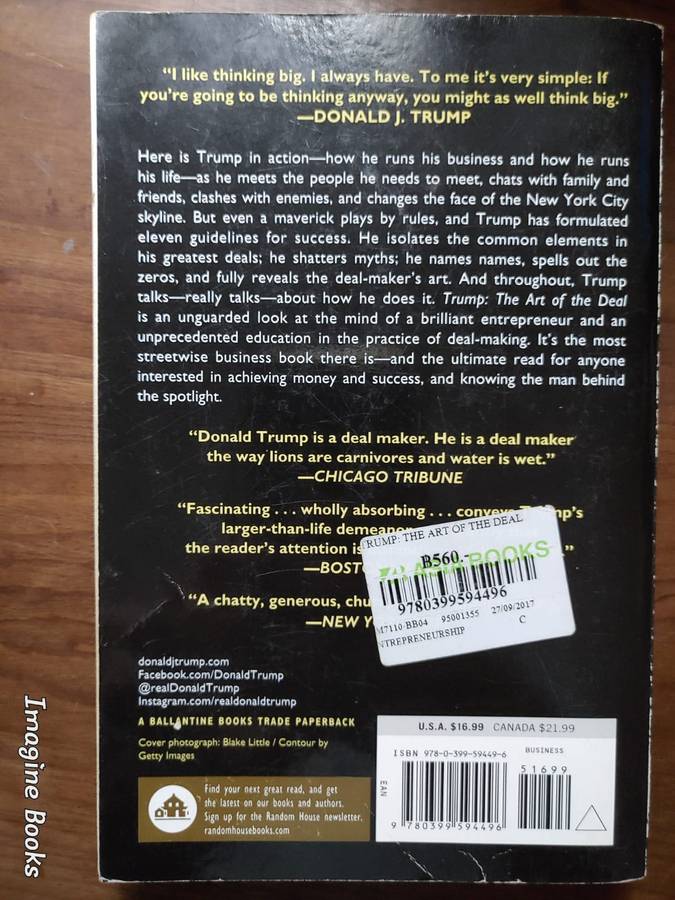 “I like thinking big. I always have. To me it’s very simple: If
you’re going to be thinking anyway, you might as well think big.”
—DONALD J. TRUMP
Here is Trump in action—how he runs his business and how he runs
his life—as he meets the people he needs to meet, chats with family and
friends, clashes with enemies, and changes the face of the New York City
skyline. But even a maverick plays by rules, and Trump has formulated
eleven guidelines for success. He isolates the common elements in
his greatest deals; he shatters myths; he names names, spells out the
zeros, and fully reveals the deal-maker’s art. And throughout, Trump
talks—really talks—about how he does it. Trump: The Art of the Deal
is an unguarded look at the mind of a brilliant entrepreneur and an
unprecedented education in the practice of deal-making. It’s the most
streetwise business book there is—and the ultimate read for anyone
interested in achieving money and success, and knowing the man behind
the spotlight.
“Donald Trump is a deal maker. He is a deal maker
the way lions are carnivores and water is wet.”
—CHICAGO TRIBUNE
“Fascinating . . . wholly absorbing . . .
larger-than-life
the reader’s attention is
“A chatty, generous,
—NEW
TRUMP: THE ART OF THE DEAL
฿560.-
ASIA BOOKS
9780399594496
M7110-BB04 95001355 27/09/2017
C
donaldjtrump.com
Facebook.com/DonaldTrump
@realDonaldTrump
Instagram.com/realdonaldtrump
A BALLANTINE BOOKS TRADE PAPERBACK
Cover photograph: Blake Little / Contour by
Getty Images
Find your next great read, and get
the latest on our books and authors.
Sign up for the Random House newsletter.
randomhousebooks.com
U.S.A. $16.99 CANADA $21.99
ISBN 978-0-399-59449-6
BUSINESS
51699
EAN
9 780399 594496
Imagine Books